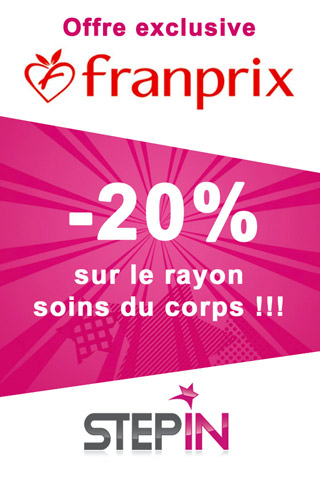 Offre exclusive
franprix
-20%
sur le rayon
soins du corps !!!
STEPIN